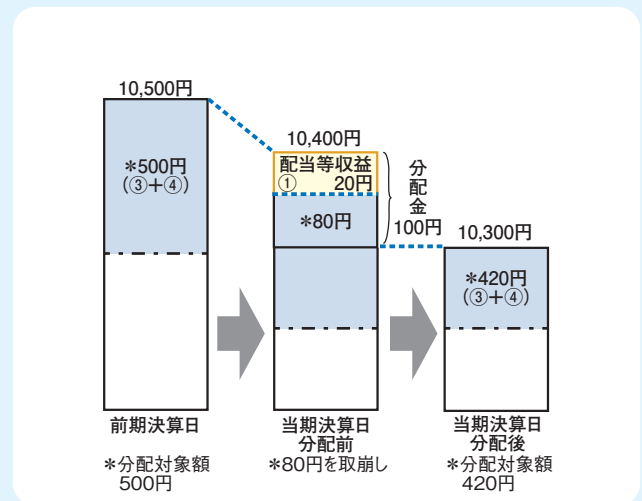 10,500円
*500円
(③+④)
10,400円
配当等収益
① 20円
*80円
分配金
100円
10,300円
*420円
(③+④)
前期決算日
*分配対象額
500円
当期決算日
分配前
*80円を取崩し
当期決算日
分配後
*分配対象額
420円